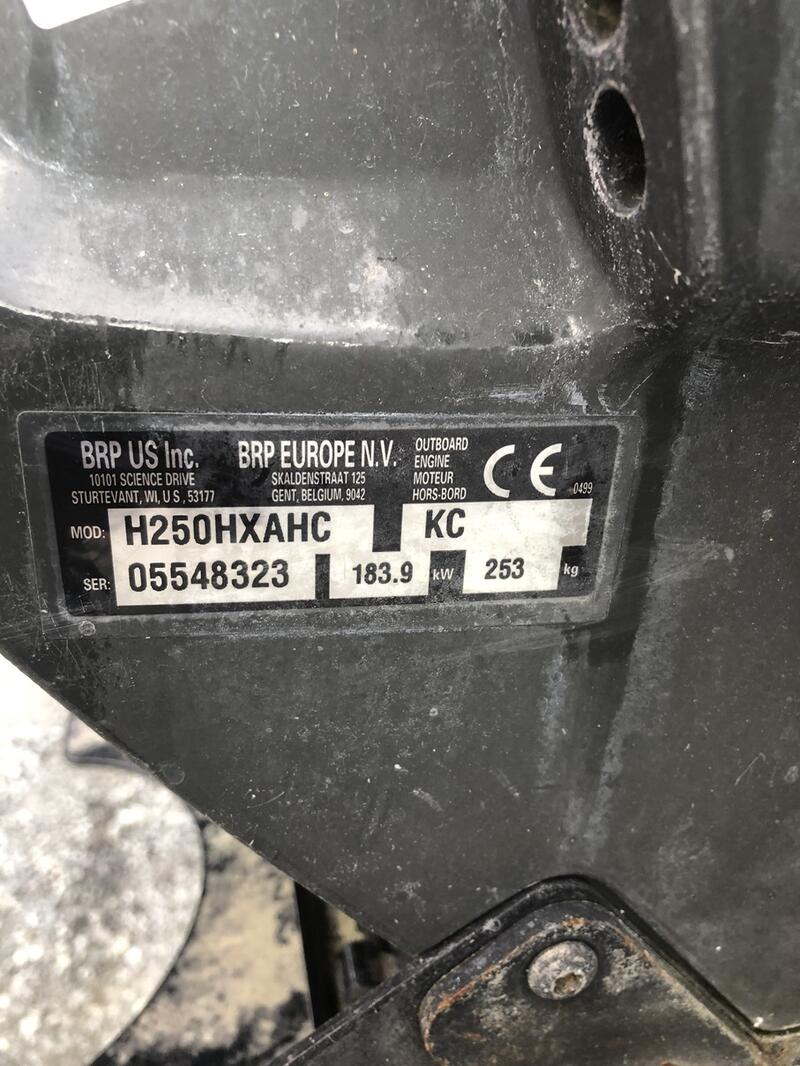 BRP US Inc. BRP EUROPE N.V. OUTBOARD
10101 SCIENCE DRIVE SKALDENSTRAAT 125 ENGINE
STURTEVANT, WI, U S , 53177 GENT, BELGIUM, 9042 MOTEUR
HORS-BORD CE 0499
MOD: H250HXAHC KC
SER: 05548323 183.9 kW 253 kg